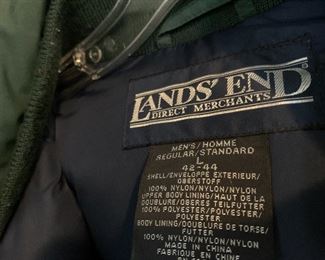 LANDS' END
DIRECT MERCHANTS
MEN'S/HOMME
REGULAR/STANDARD
L
42-44
SHELL/ENVELOPPE EXTERIEUR/
OBERSTOFF
100% NYLON/NYLON/NYLON
UPPER BODY LINING/HAUT DE LA
DOUBLURE/OBERES TEILFUTTER
100% POLYESTER/POLYESTER/
POLYESTER
BODY LINING/DOUBLURE DE TORSE/
FUTTER
100% NYLON/NYLON/NYLON
MADE IN CHINA
FABRIQUE EN CHINE